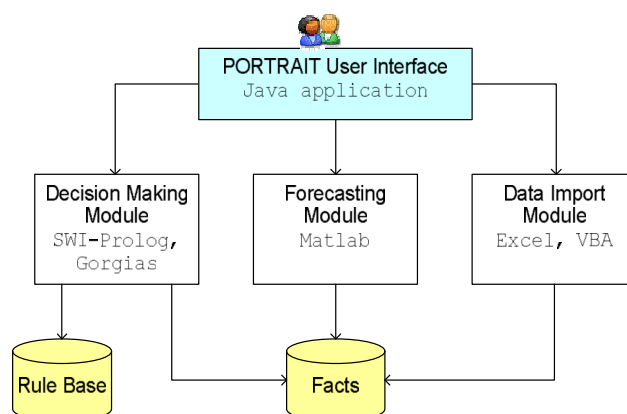 PORTRAIT User Interface
Java application
Decision Making
Module
SWI-Prolog,
Gorgias
Forecasting
Module
Matlab
Data Import
Module
Excel, VBA
Rule Base
Facts